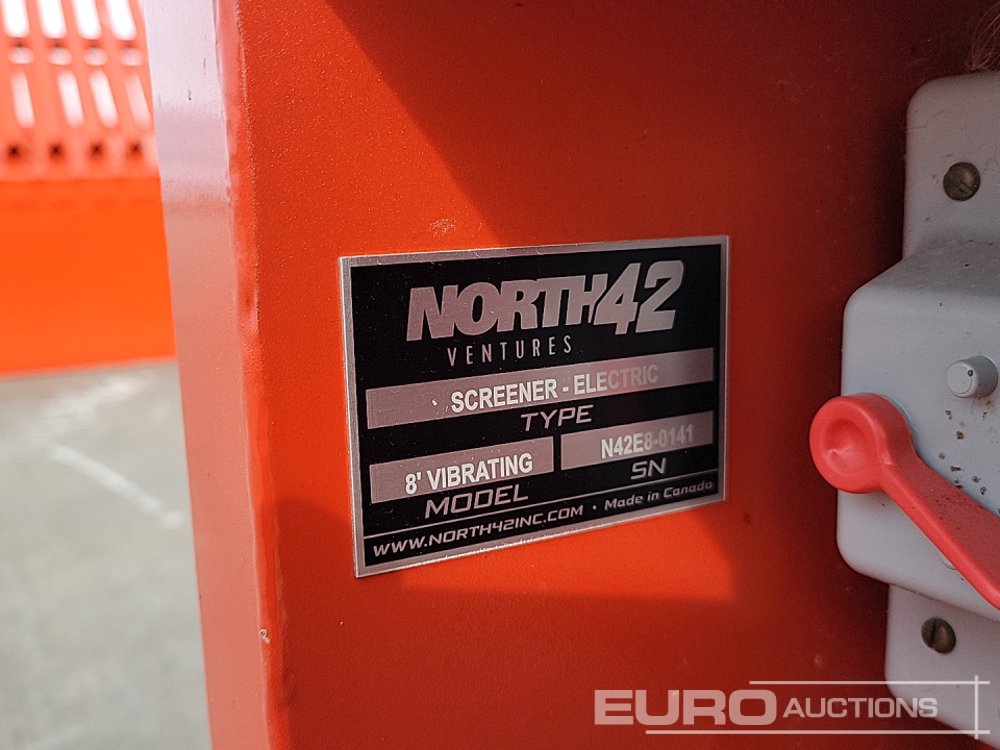 NORTH42
VENTURES
SCREENER - ELECTRIC
TYPE
8' VIBRATING N42E8-0141
MODEL SN
WWW.NORTH42INC.COM • Made in Canada
EURO AUCTIONS